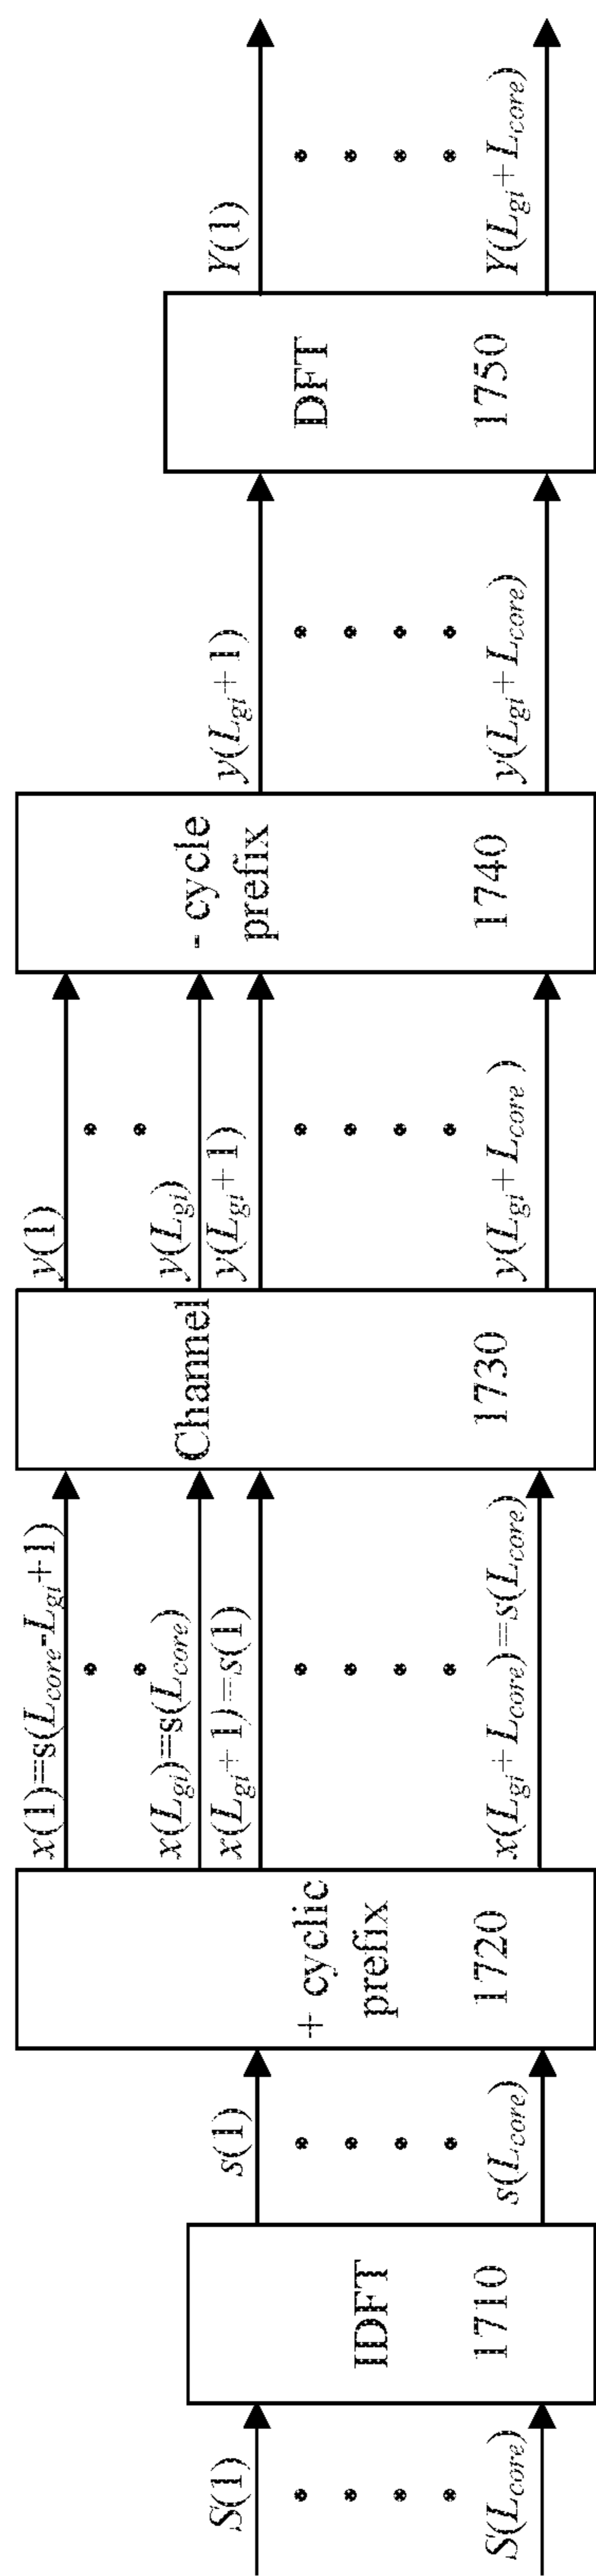 S(1)
S(L_core)
IDFT
1710
s(1)
s(L_core)
+ cyclic
prefix
1720
x(1)=s(L_core-L_gi+1)
x(L_gi)=s(L_core)
x(L_gi+1)=s(1)
x(L_gi+L_core)=s(L_core)
Channel
1730
y(1)
y(L_gi)
y(L_gi+1)
y(L_gi+L_core)
- cycle
prefix
1740
y(L_gi+1)
y(L_gi+L_core)
DFT
1750
Y(1)
Y(L_gi+L_core)